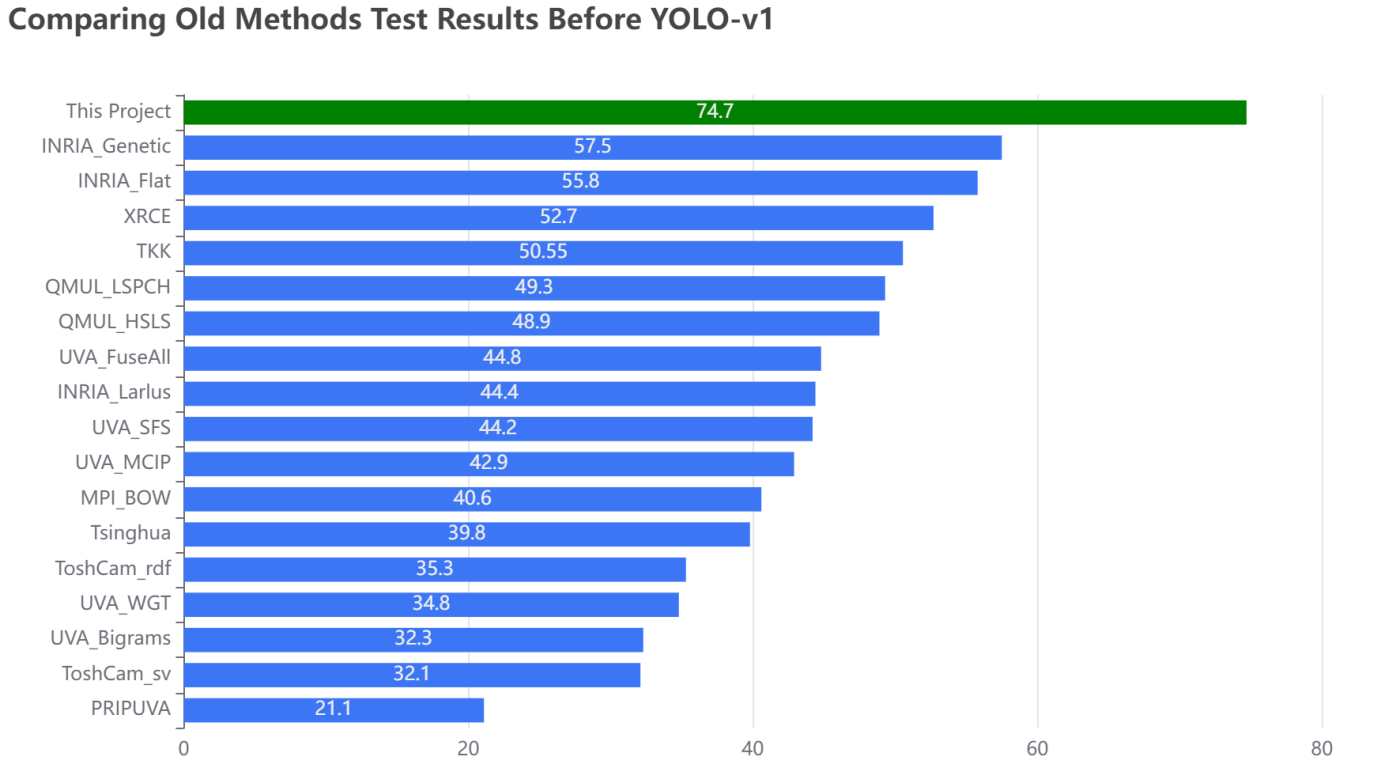 Comparing Old Methods Test Results Before YOLO-v1
This Project 74.7
INRIA_Genetic 57.5
INRIA_Flat 55.8
XRCE 52.7
TKK 50.55
QMUL_LSPCH 49.3
QMUL_HSLS 48.9
UVA_FuseAll 44.8
INRIA_Larlus 44.4
UVA_SFS 44.2
UVA_MCIP 42.9
MPI_BOW 40.6
Tsinghua 39.8
ToshCam_rdf 35.3
UVA_WGT 34.8
UVA_Bigrams 32.3
ToshCam_sv 32.1
PRIPUVA 21.1
0 20 40 60 80